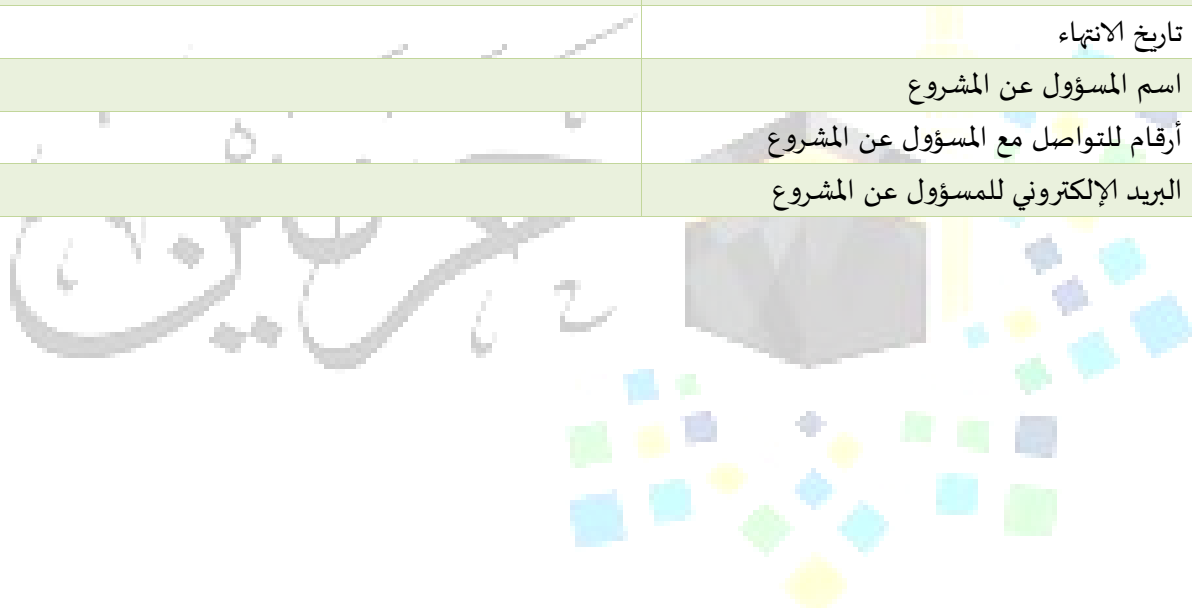 تاريخ الانتهاء
اسم المسؤول عن المشروع
أرقام للتواصل مع المسؤول عن المشروع
البريد الإلكتروني للمسؤول عن المشروع